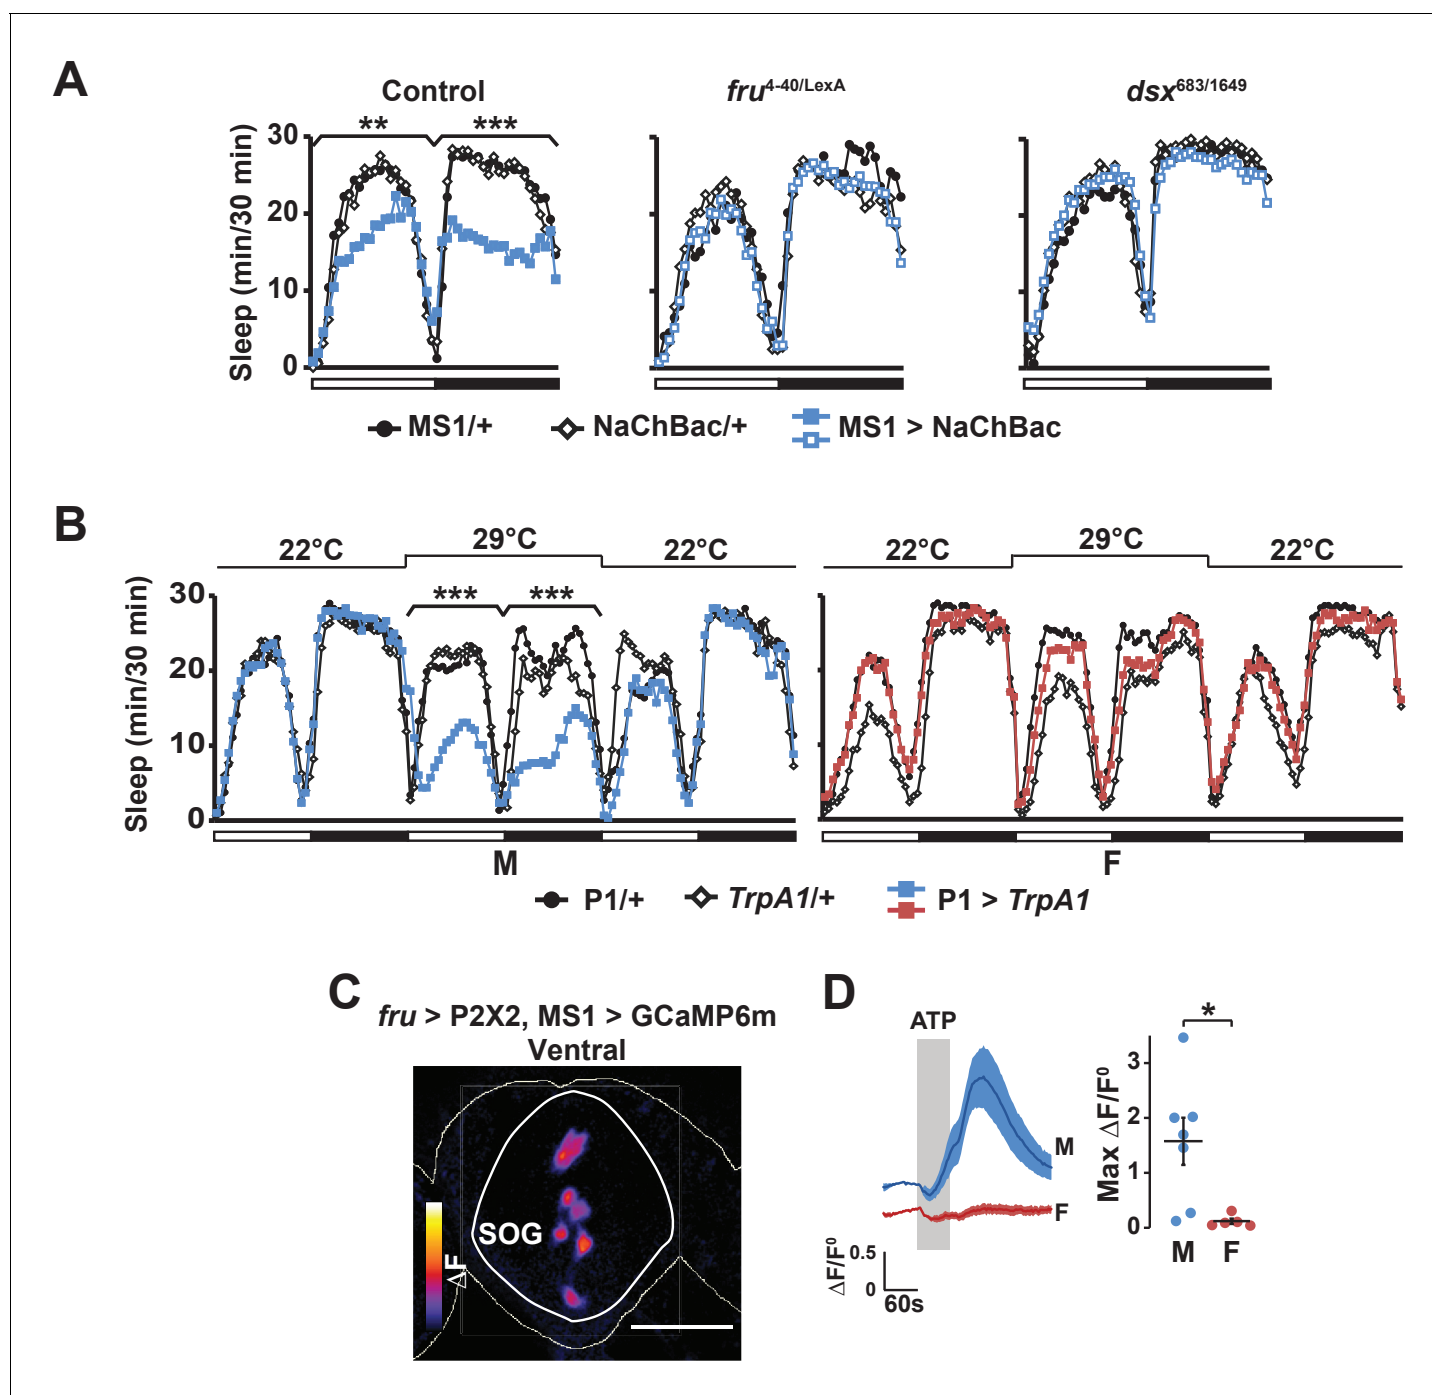 A
Control
fru4-40/LexA
dsx683/1649
** ***
Sleep (min/30 min)
30
20
10
0
MS1/+ NaChBac/+ MS1 > NaChBac
B
22°C 29°C 22°C 22°C 29°C 22°C
*** ***
Sleep (min/30 min)
30
20
10
0
M F
P1/+ TrpA1/+ P1 > TrpA1
C
fru > P2X2, MS1 > GCaMP6m
Ventral
SOG
ΔF
D
ATP
M
F
ΔF/F0
0.5
0
60s
*
Max ΔF/F0
3
2
1
0
M F